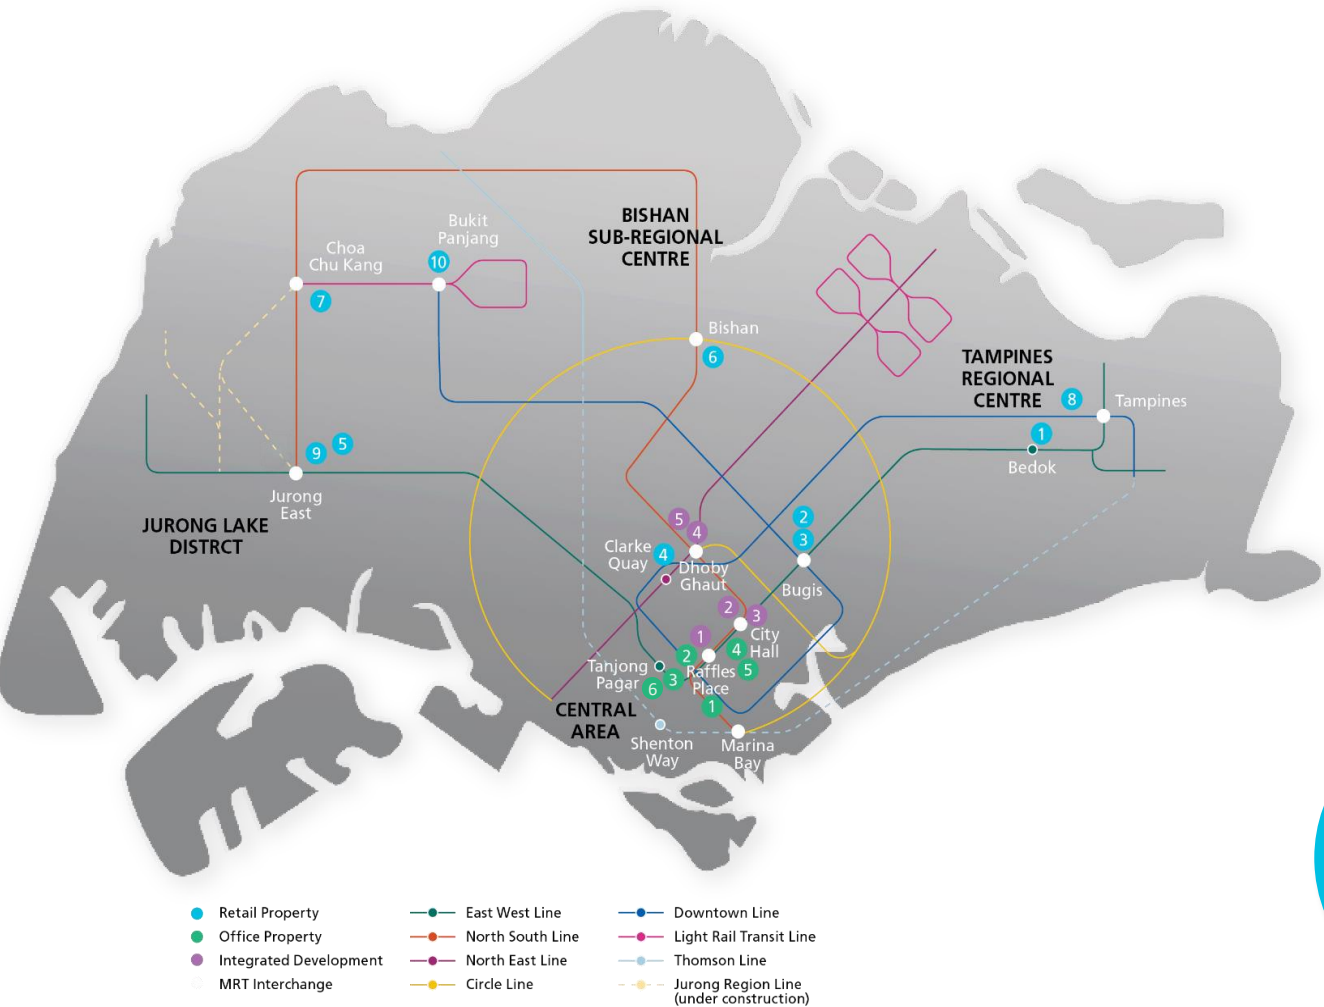 BISHAN
SUB-REGIONAL
CENTRE
Bukit
Panjang
Choa
Chu Kang
10
7
Bishan
6
TAMPINES
REGIONAL
CENTRE
8
Tampines
1
Bedok
9
5
Jurong
East
JURONG LAKE
DISTRCT
5
4
2
3
Clarke
Quay
4
Dhoby
Ghaut
Bugis
2
3
City
Hall
1
2
4
5
Tanjong
Pagar
Raffles
Place
6
3
1
CENTRAL
AREA
Shenton
Way
Marina
Bay
Retail Property
Office Property
Integrated Development
MRT Interchange
East West Line
North South Line
North East Line
Circle Line
Downtown Line
Light Rail Transit Line
Thomson Line
Jurong Region Line
(under construction)